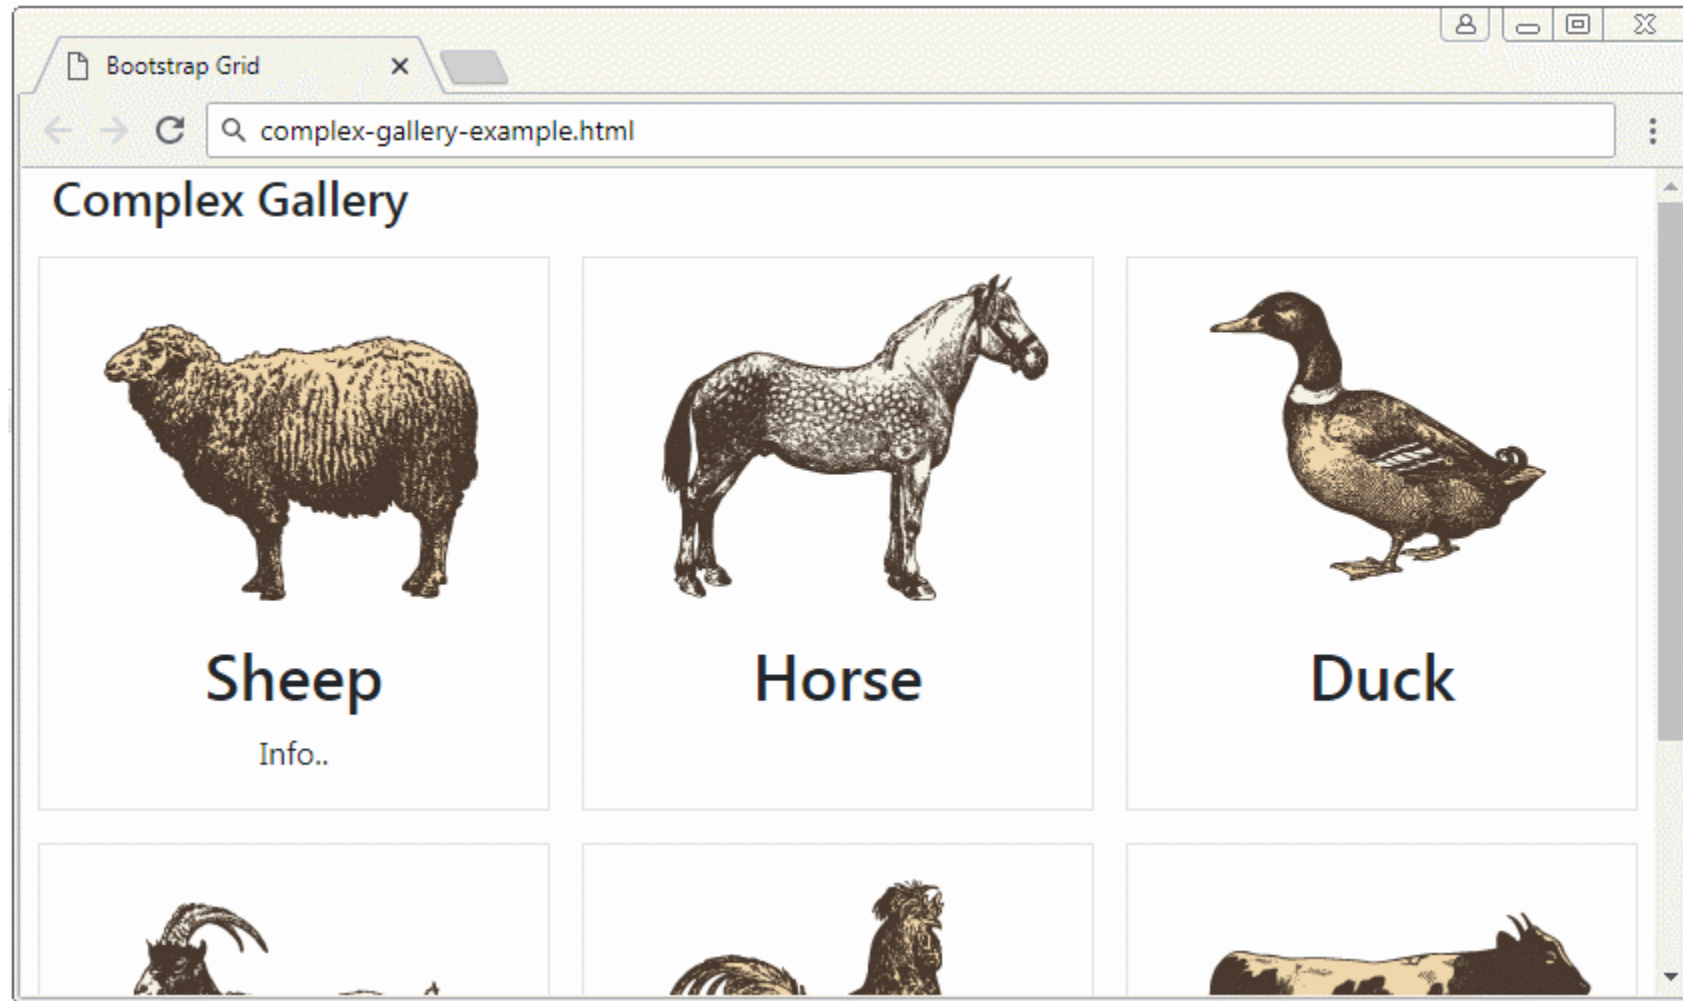 Bootstrap Grid
complex-gallery-example.html
Complex Gallery
Sheep
Horse
Duck
Info..